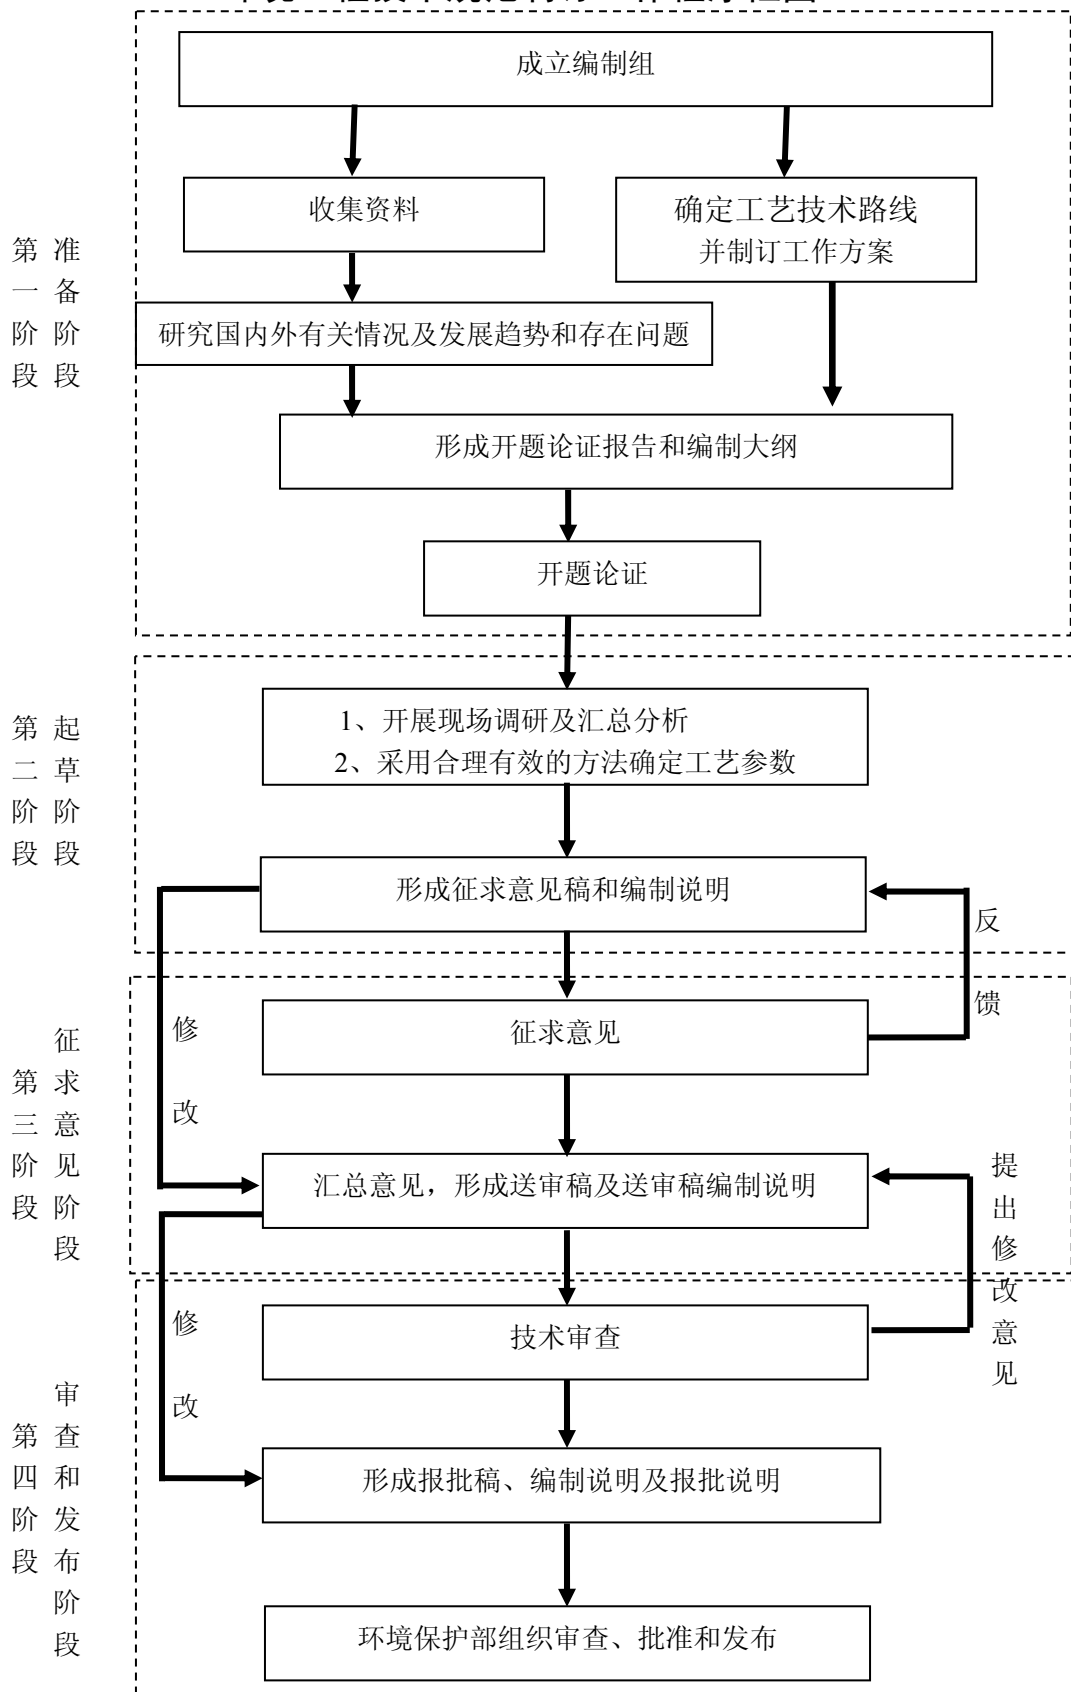 成立编制组
收集资料
确定工艺技术路线
并制订工作方案
研究国内外有关情况及发展趋势和存在问题
形成开题论证报告和编制大纲
开题论证
第一阶段
准备阶段
1、开展现场调研及汇总分析
2、采用合理有效的方法确定工艺参数
形成征求意见稿和编制说明
第二阶段
起草阶段
反馈
征求意见
修改
汇总意见，形成送审稿及送审稿编制说明
第三阶段
征求意见阶段
提出修改意见
技术审查
修改
形成报批稿、编制说明及报批说明
环境保护部组织审查、批准和发布
第四阶段
审查和发布阶段